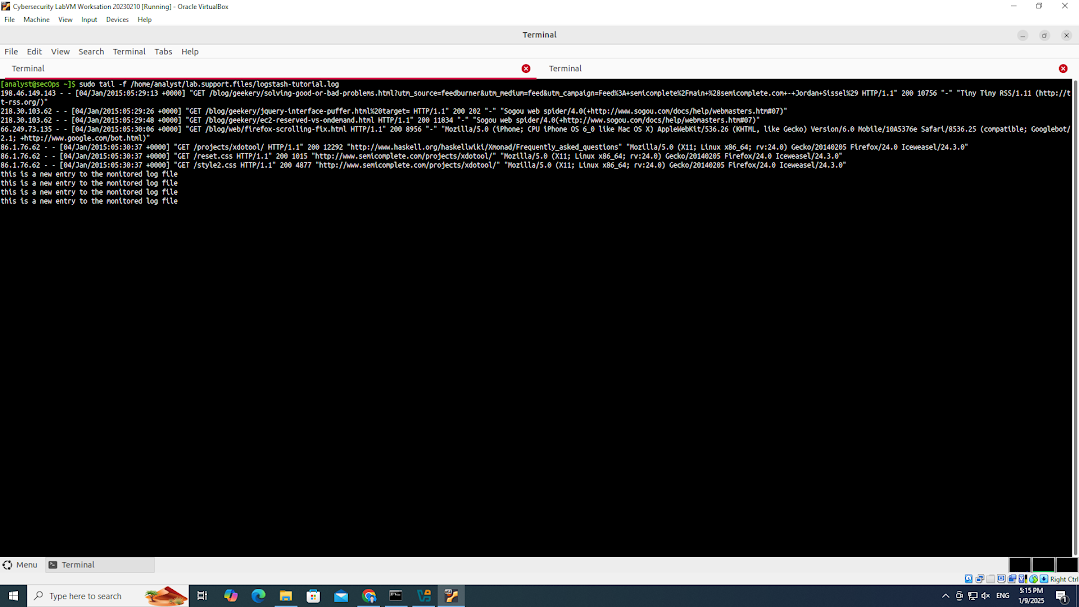 Cybersecurity LabVM Worksation 20230210 [Running] - Oracle VirtualBox
File Machine View Input Devices Help
Terminal
File Edit View Search Terminal Tabs Help
Terminal Terminal
[analyst@secOps ~]$ sudo tail -f /home/analyst/lab.support.files/logstash-tutorial.log
198.46.149.143 - - [04/Jan/2015:05:29:13 +0000] "GET /blog/geekery/solving-good-or-bad-problems.html?utm_source=feedburner&utm_medium=feed&utm_campaign=Feed%3A+semicomplete%2Fmain+%28semicomplete.com+-+Jordan+Sissel%29 HTTP/1.1" 200 10756 "-" "Tiny Tiny RSS/1.11 (http://t
t-rss.org/)"
218.30.103.62 - - [04/Jan/2015:05:29:26 +0000] "GET /blog/geekery/jquery-interface-puffer.html%20target= HTTP/1.1" 200 202 "-" "Sogou web spider/4.0(+http://www.sogou.com/docs/help/webmasters.htm#07)"
218.30.103.62 - - [04/Jan/2015:05:29:48 +0000] "GET /blog/geekery/ec2-reserved-vs-ondemand.html HTTP/1.1" 200 11834 "-" "Sogou web spider/4.0(+http://www.sogou.com/docs/help/webmasters.htm#07)"
66.249.73.135 - - [04/Jan/2015:05:30:06 +0000] "GET /blog/web/firefox-scrolling-fix.html HTTP/1.1" 200 8956 "-" "Mozilla/5.0 (iPhone; CPU iPhone OS 6_0 like Mac OS X) AppleWebKit/536.26 (KHTML, like Gecko) Version/6.0 Mobile/10A5376e Safari/8536.25 (compatible; Googlebot/
2.1; +http://www.google.com/bot.html)"
86.1.76.62 - - [04/Jan/2015:05:30:37 +0000] "GET /projects/xdotool/ HTTP/1.1" 200 12292 "http://www.haskell.org/haskellwiki/Xmonad/Frequently_asked_questions" "Mozilla/5.0 (X11; Linux x86_64; rv:24.0) Gecko/20140205 Firefox/24.0 Iceweasel/24.3.0"
86.1.76.62 - - [04/Jan/2015:05:30:37 +0000] "GET /reset.css HTTP/1.1" 200 1015 "http://www.semicomplete.com/projects/xdotool/" "Mozilla/5.0 (X11; Linux x86_64; rv:24.0) Gecko/20140205 Firefox/24.0 Iceweasel/24.3.0"
86.1.76.62 - - [04/Jan/2015:05:30:37 +0000] "GET /style2.css HTTP/1.1" 200 4877 "http://www.semicomplete.com/projects/xdotool/" "Mozilla/5.0 (X11; Linux x86_64; rv:24.0) Gecko/20140205 Firefox/24.0 Iceweasel/24.3.0"
this is a new entry to the monitored log file
this is a new entry to the monitored log file
this is a new entry to the monitored log file
this is a new entry to the monitored log file
Menu Terminal
Right Ctrl
Type here to search
ENG
5:15 PM
1/9/2025
1